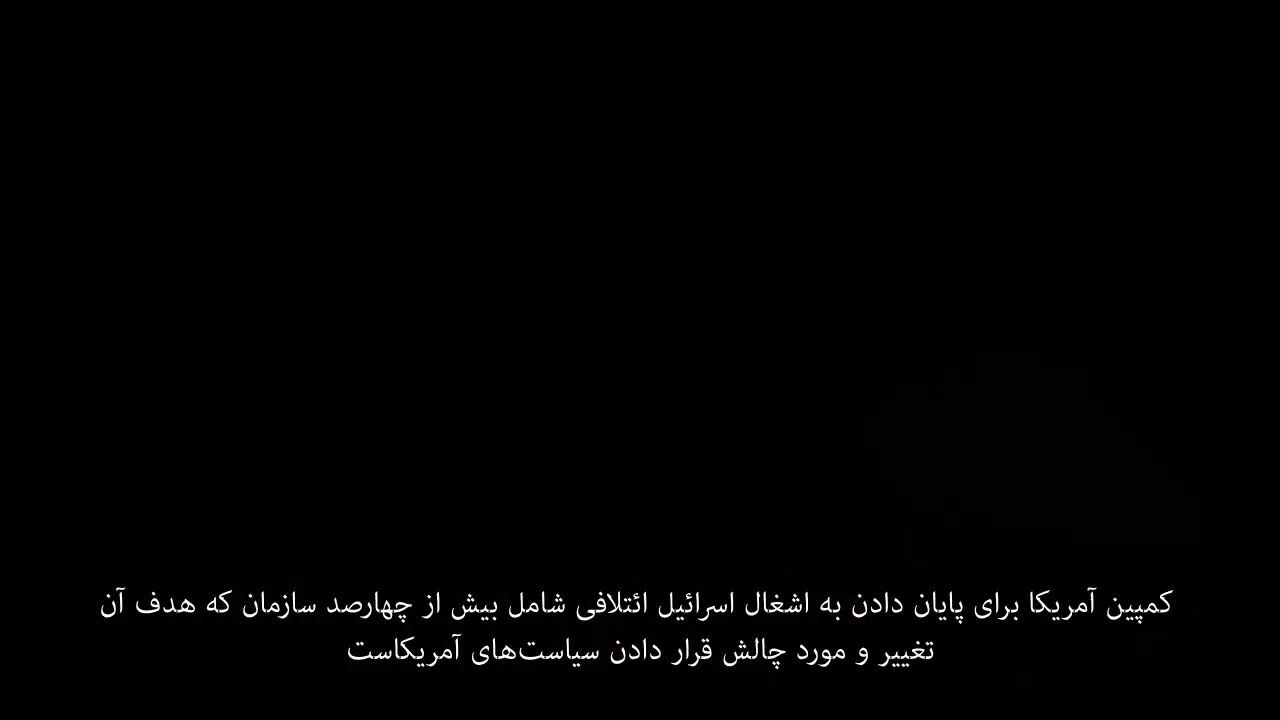 کمپین آمریکا برای پایان دادن به اشغال اسرائیل ائتلافی شامل بیش از چهارصد سازمان که هدف آن
تغییر و مورد چالش قرار دادن سیاست‌های آمریکاست